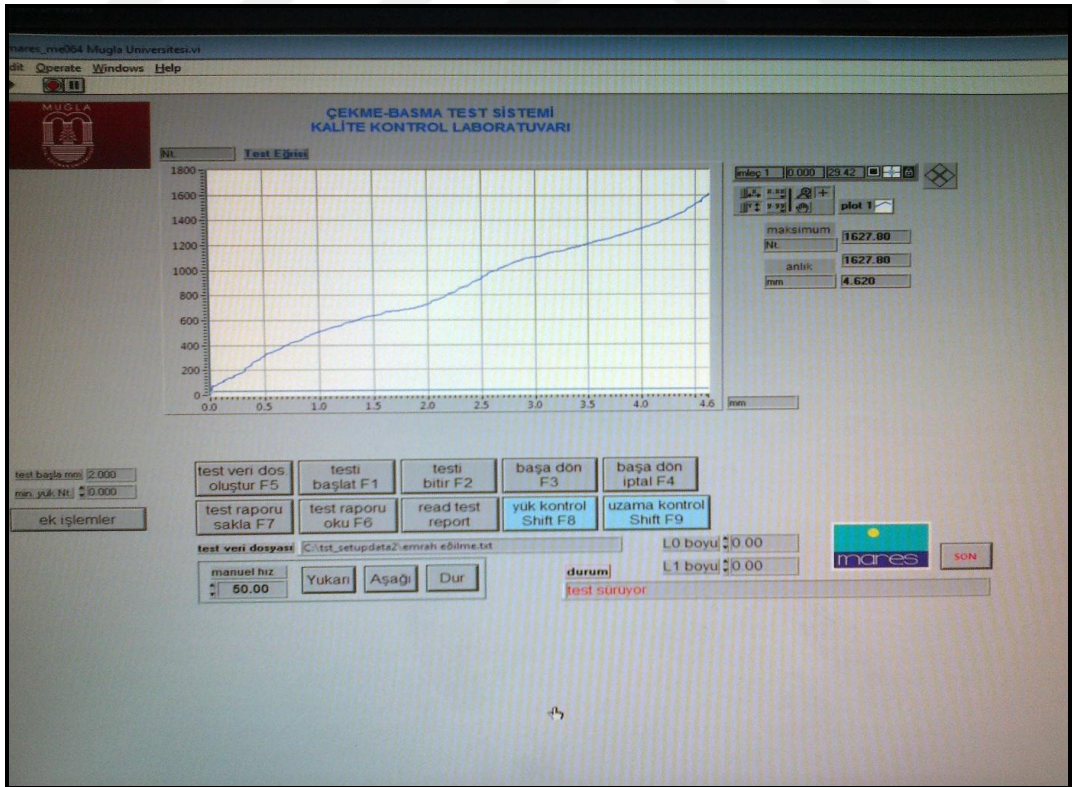 mares_me064 Mugla Universitesi.vi
dit Operate Windows Help
MUĞLA
ÇEKME-BASMA TEST SİSTEMİ
KALİTE KONTROL LABORATUVARI
Nt. Test Eğrisi
imleç 1 0.000 29.42
plot 1
maksimum 1627.80
Nt.
anlık 1627.80
mm 4.620
1800
1600
1200
1000
800
600
400
200
0
0.0 0.5 1.0 1.5 2.0 2.5 3.0 3.5 4.0 4.6 mm
test başla mm 2.000
min. yük Nt. 0.000
ek işlemler
test veri dos oluştur F5
testi başlat F1
testi bitir F2
başa dön F3
başa dön iptal F4
test raporu sakla F7
test raporu oku F6
read test report
yük kontrol Shift F8
uzama kontrol Shift F9
test veri dosyası C:\tst_setupdata2\emrah eðilme.txt
L0 boyu 0.00
L1 boyu 0.00
manuel hız
50.00
Yukarı Aşağı Dur
durum
test sürüyor
mares
SON